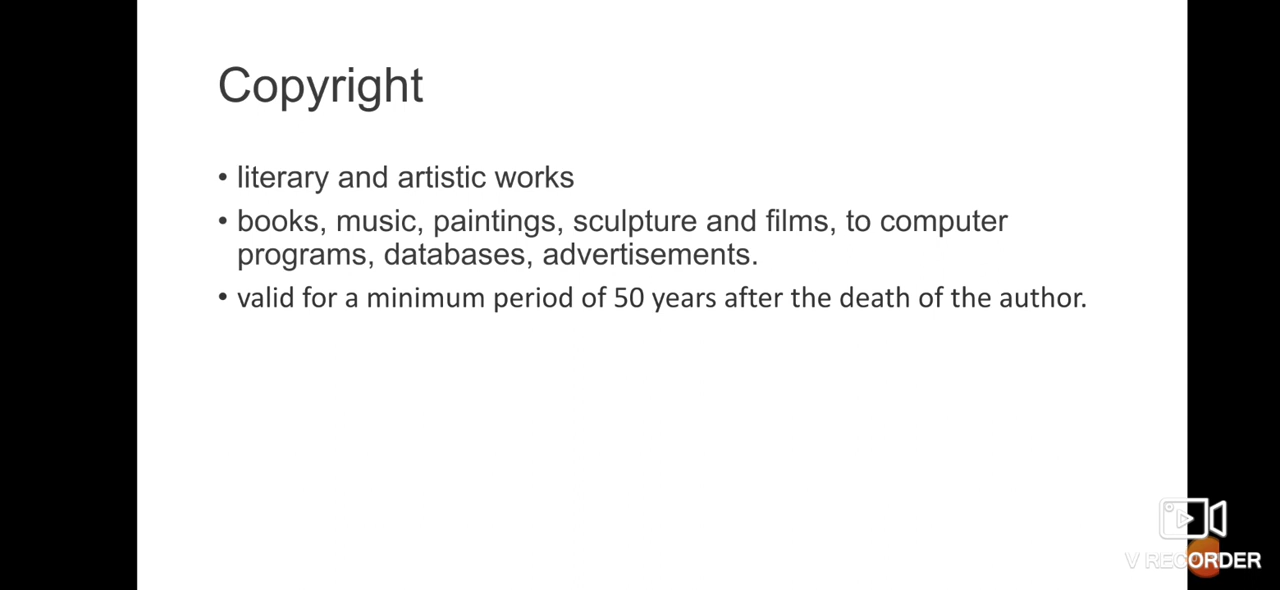 Copyright
• literary and artistic works
• books, music, paintings, sculpture and films, to computer
programs, databases, advertisements.
• valid for a minimum period of 50 years after the death of the author.
V RECORDER